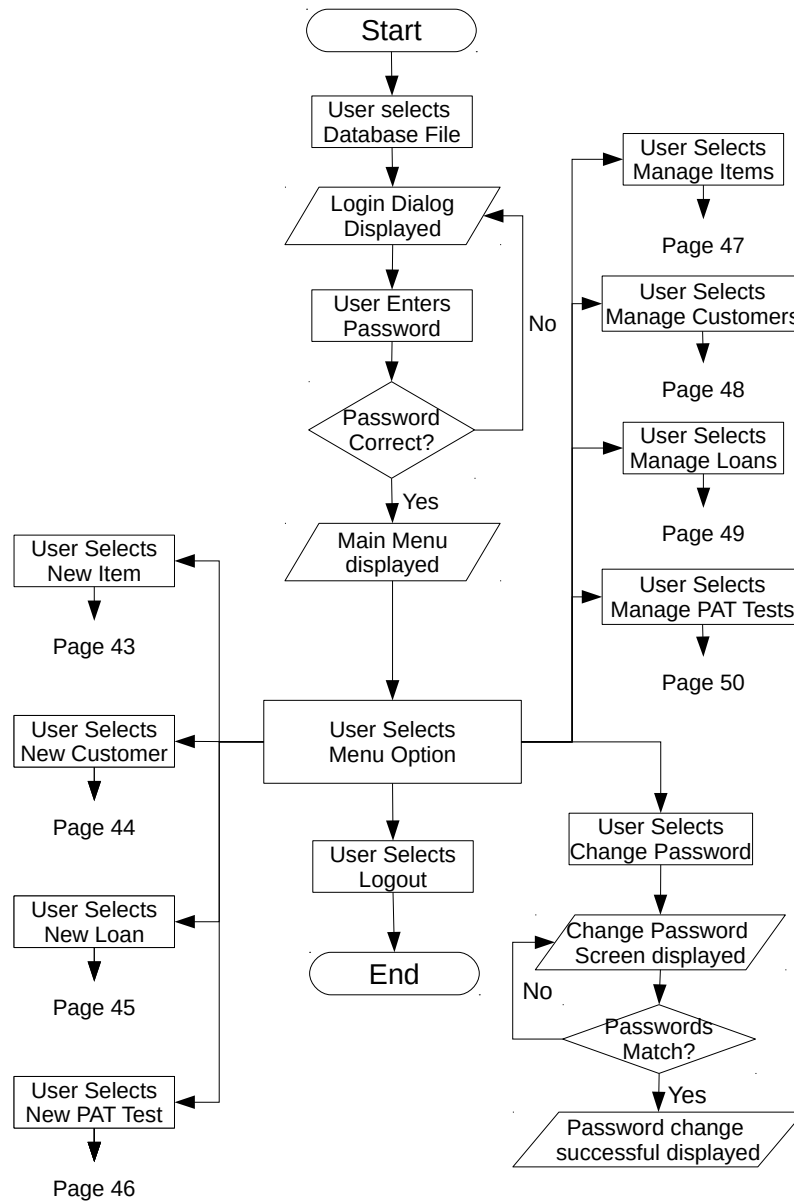 Start
User selects
Database File
Login Dialog
Displayed
User Enters
Password
No
Password
Correct?
Yes
Main Menu
displayed
User Selects
Menu Option
User Selects
Logout
End
User Selects
New Item
Page 43
User Selects
New Customer
Page 44
User Selects
New Loan
Page 45
User Selects
New PAT Test
Page 46
User Selects
Manage Items
Page 47
User Selects
Manage Customers
Page 48
User Selects
Manage Loans
Page 49
User Selects
Manage PAT Tests
Page 50
User Selects
Change Password
Change Password
Screen displayed
No
Passwords
Match?
Yes
Password change
successful displayed